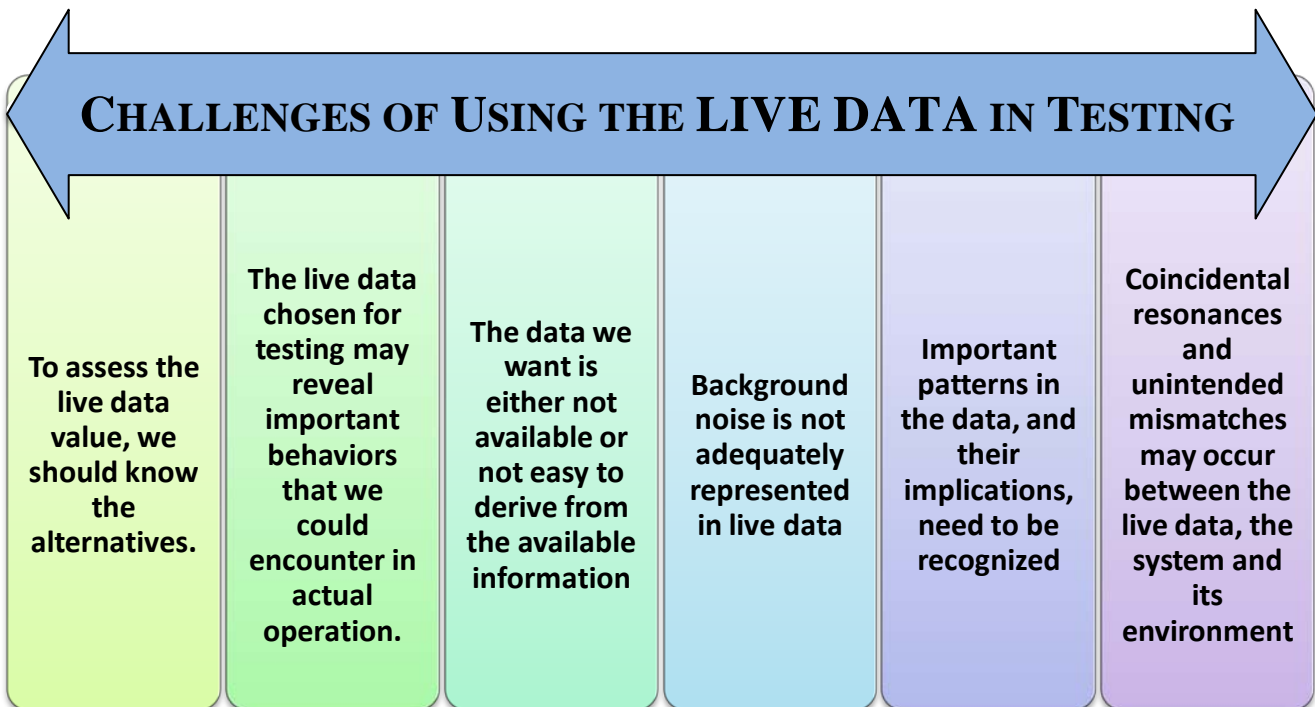 CHALLENGES OF USING THE LIVE DATA IN TESTING
To assess the
live data
value, we
should know
the
alternatives.
The live data
chosen for
testing may
reveal
important
behaviors
that we
could
encounter in
actual
operation.
The data we
want is
either not
available or
not easy to
derive from
the available
information
Background
noise is not
adequately
represented
in live data
Important
patterns in
the data, and
their
implications,
need to be
recognized
Coincidental
resonances
and
unintended
mismatches
may occur
between the
live data, the
system and
its
environment